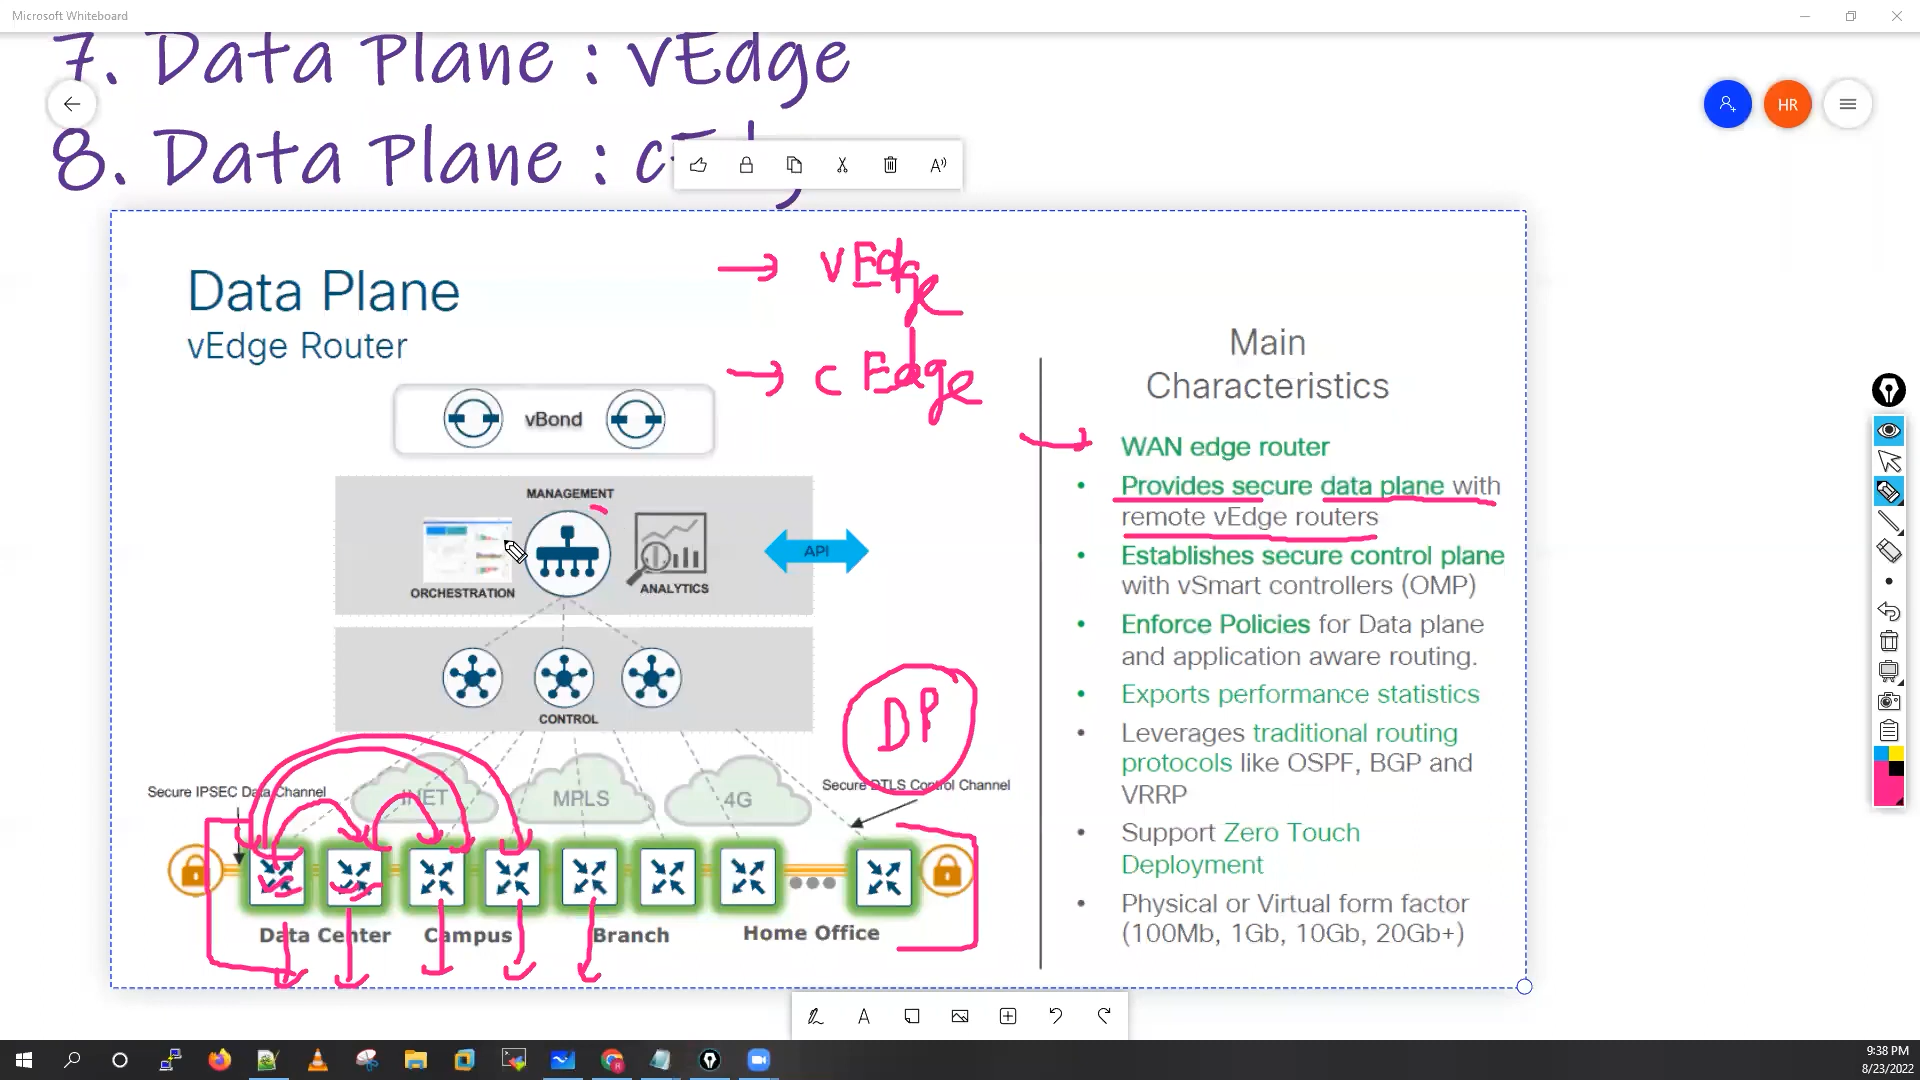 Microsoft Whiteboard
7. Data Plane : vEdge
8. Data Plane :
HR
Data Plane
vEdge Router
→ vEdge
→ cEdge
vBond
MANAGEMENT
ORCHESTRATION
ANALYTICS
API
CONTROL
DP
Secure IPSEC Data Channel
INET
MPLS
4G
Secure DTLS Control Channel
Data Center
Campus
Branch
Home Office
Main
Characteristics
WAN edge router
• Provides secure data plane with
remote vEdge routers
• Establishes secure control plane
with vSmart controllers (OMP)
• Enforce Policies for Data plane
and application aware routing.
• Exports performance statistics
• Leverages traditional routing
protocols like OSPF, BGP and
VRRP
• Support Zero Touch
Deployment
• Physical or Virtual form factor
(100Mb, 1Gb, 10Gb, 20Gb+)
9:38 PM
8/23/2022